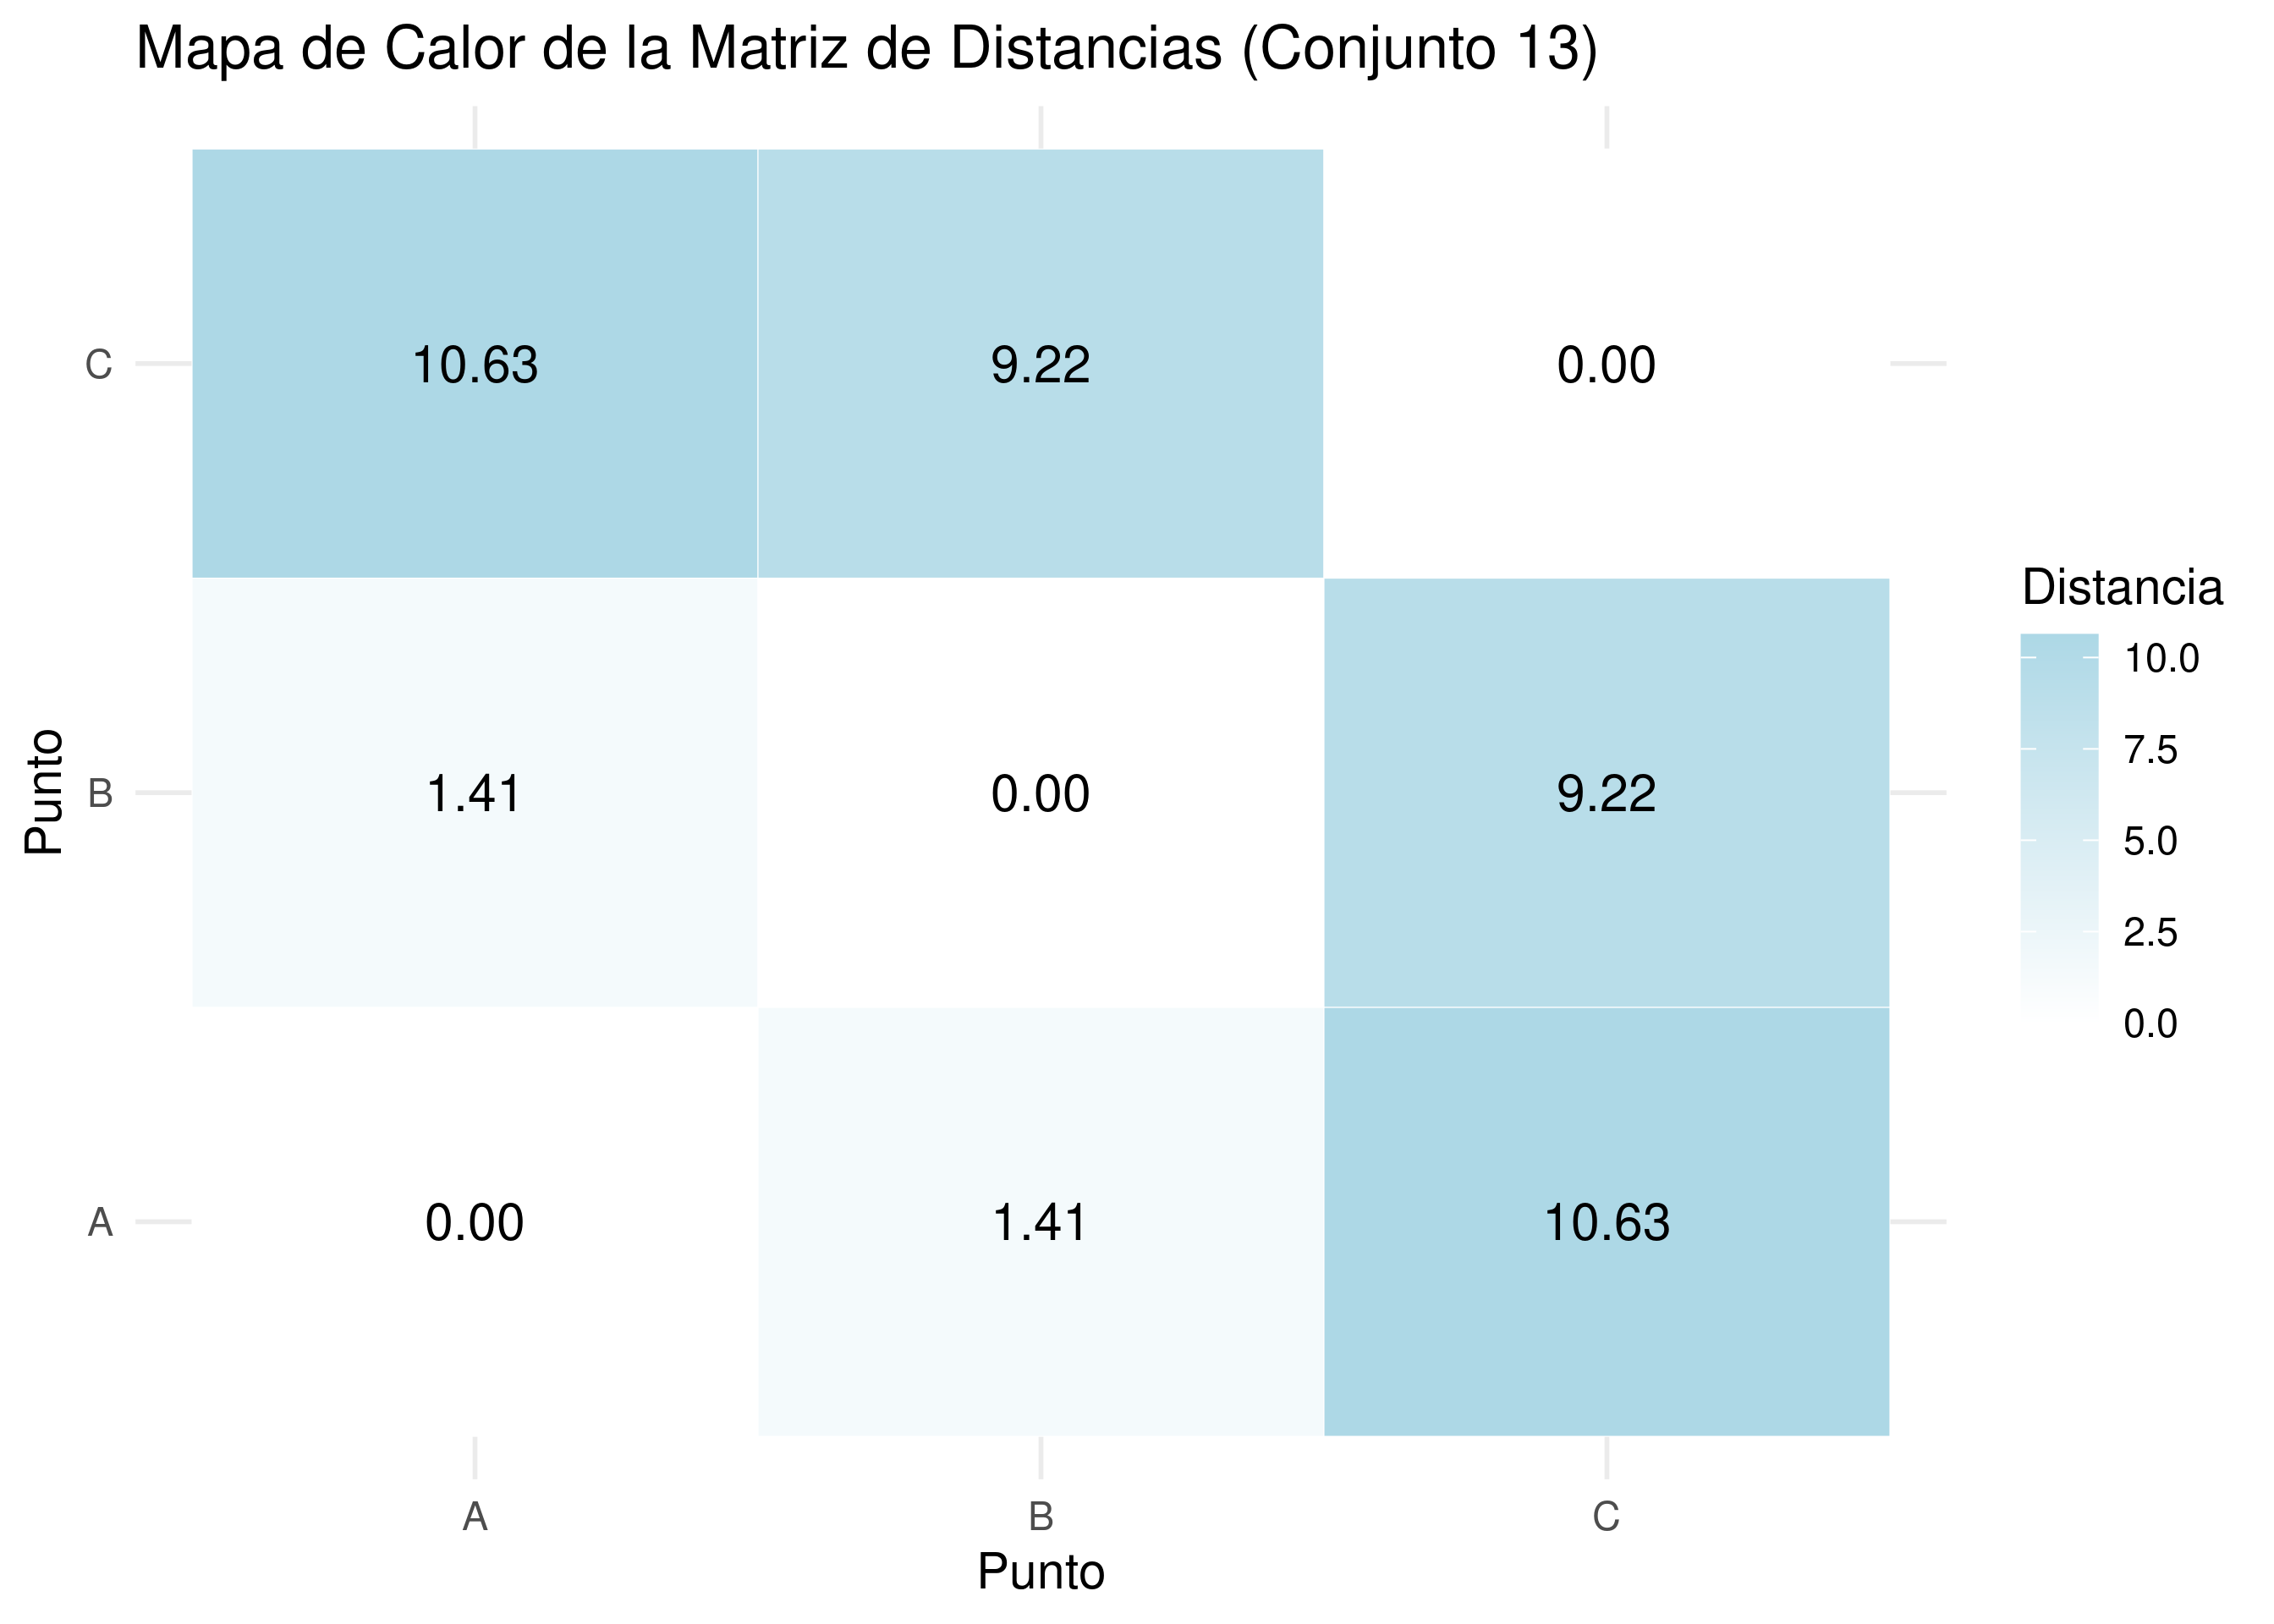 Mapa de Calor de la Matriz de Distancias (Conjunto 13)
C 10.63 9.22 0.00
B 1.41 0.00 9.22
A 0.00 1.41 10.63
A B C
Punto
Punto
Distancia
10.0
7.5
5.0
2.5
0.0